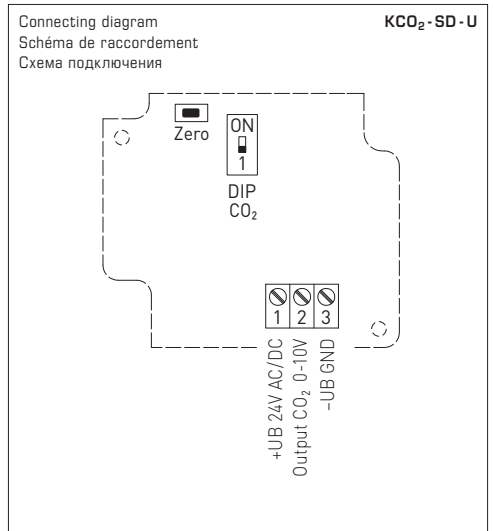 Connecting diagram
Schéma de raccordement
Схема подключения
KCO₂-SD-U
Zero
ON
1
DIP
CO₂
1 2 3
+UB 24V AC/DC
Output CO₂ 0-10V
-UB GND